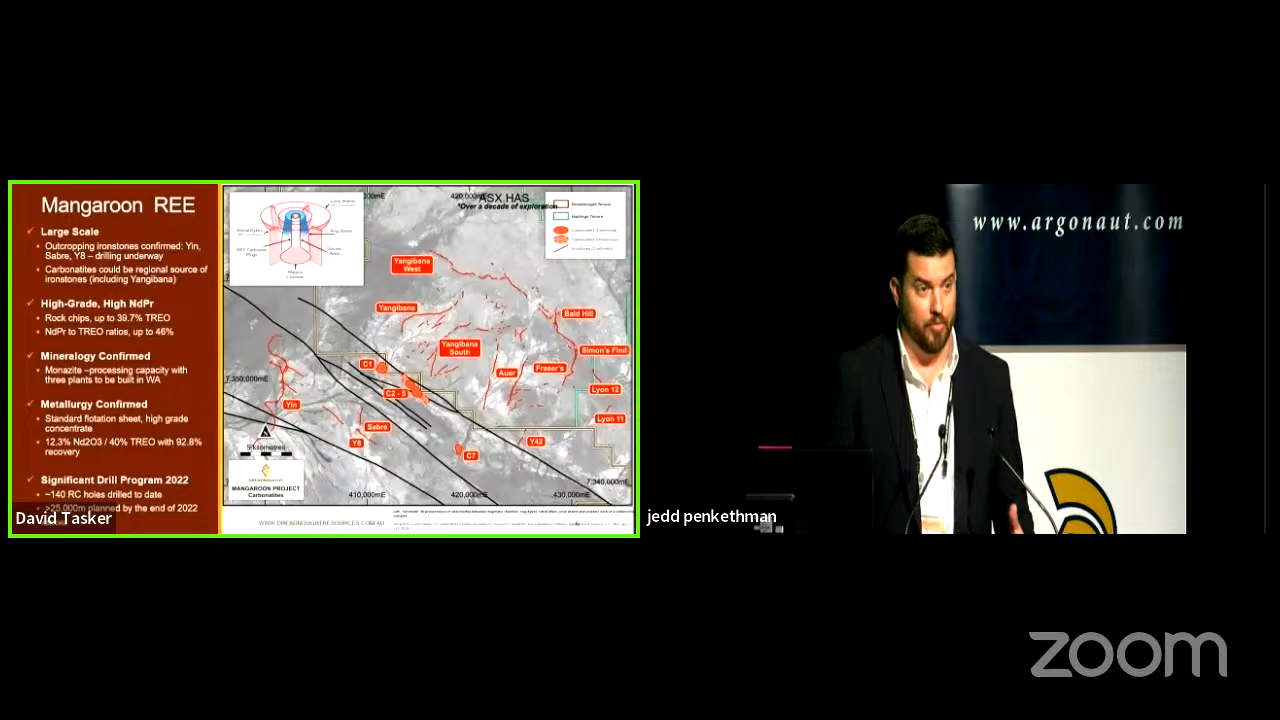 Mangaroon REE
Large Scale
Outcropping ironstones confirmed: Yin,
Sabre, Y8 – drilling underway
Carbonatites could be regional source of
ironstones (including Yangibana)
High-Grade, High NdPr
Rock chips, up to 39.7% TREO
NdPr to TREO ratios, up to 46%
Mineralogy Confirmed
Monazite –processing capacity with
three plants to be built in WA
Metallurgy Confirmed
Standard flotation sheet, high grade
concentrate
12.3% Nd2O3 / 40% TREO with 92.8%
recovery
Significant Drill Program 2022
~140 RC holes drilled to date
>25,000m planned by the end of 2022
David Tasker
420,000mE
ASX HAS
"Over a decade of exploration"
Yangibana
West
Yangibana
Bald Hill
Yangibana
South
Simon's Find
C1
Fraser's
Auer
7,350,000mE
C2 - 5
Lyon 12
Yin
Lyon 11
Sabre
Y8
Y42
C7
5 kilometres
MANGAROON PROJECT
Carbonatites
7,340,000mE
410,000mE
420,000mE
430,000mE
WWW.DREADNOUGHTRESOURCES.COM.AU
www.argonaut.com
jedd penkethman
zoom